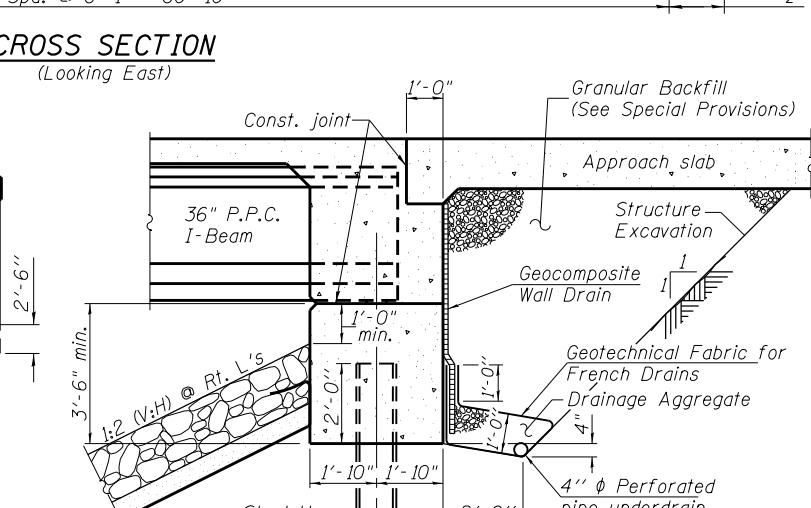 CROSS SECTION
(Looking East)
1'-0"
Granular Backfill
(See Special Provisions)
Const. joint
Approach slab
36" P.P.C.
I-Beam
Structure
Excavation
1
1
2'-6"
Geocomposite
Wall Drain
1'-0"
min.
3'-6" min.
1:2 (V:H) @ Rt. L's
2'-0"
1'-0"
Geotechnical Fabric for
French Drains
Drainage Aggregate
1'-0"
4"
1'-10"
1'-10"
4" ϕ Perforated
pipe underdrain